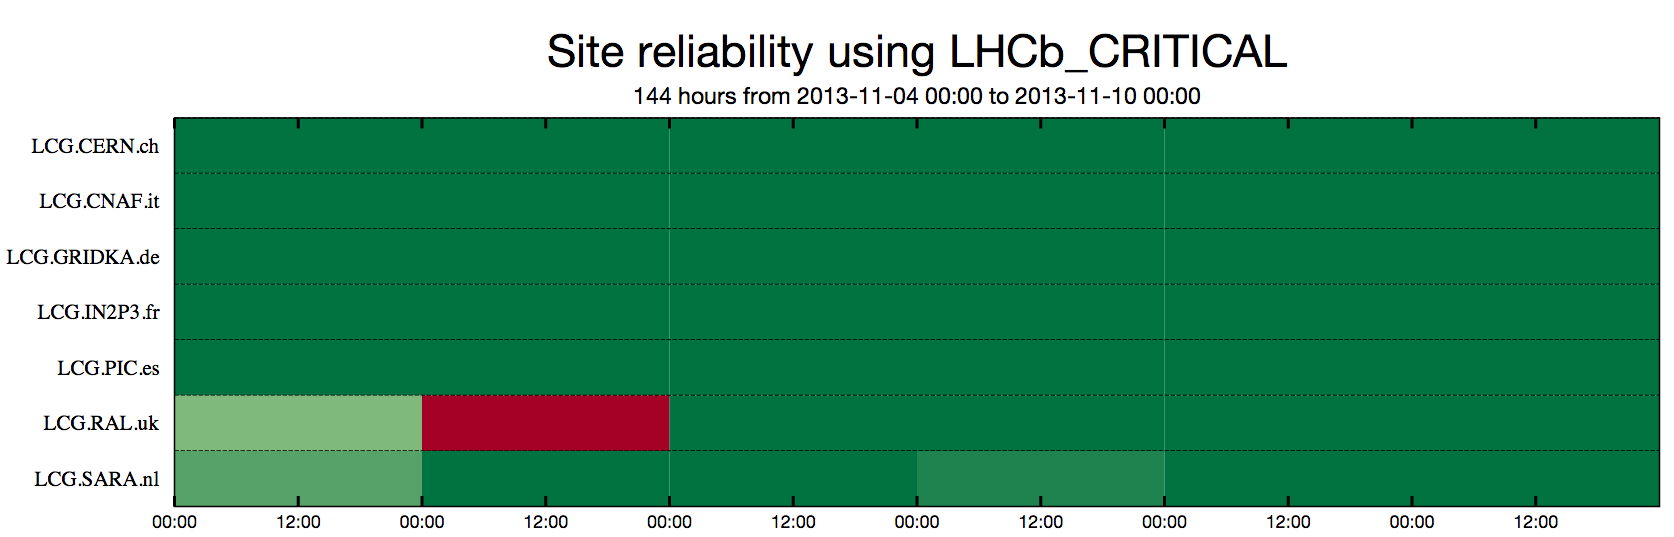 Site reliability using LHCb_CRITICAL
144 hours from 2013-11-04 00:00 to 2013-11-10 00:00
LCG.CERN.ch
LCG.CNAF.it
LCG.GRIDKA.de
LCG.IN2P3.fr
LCG.PIC.es
LCG.RAL.uk
LCG.SARA.nl
00:00 12:00 00:00 12:00 00:00 12:00 00:00 12:00 00:00 12:00 00:00 12:00